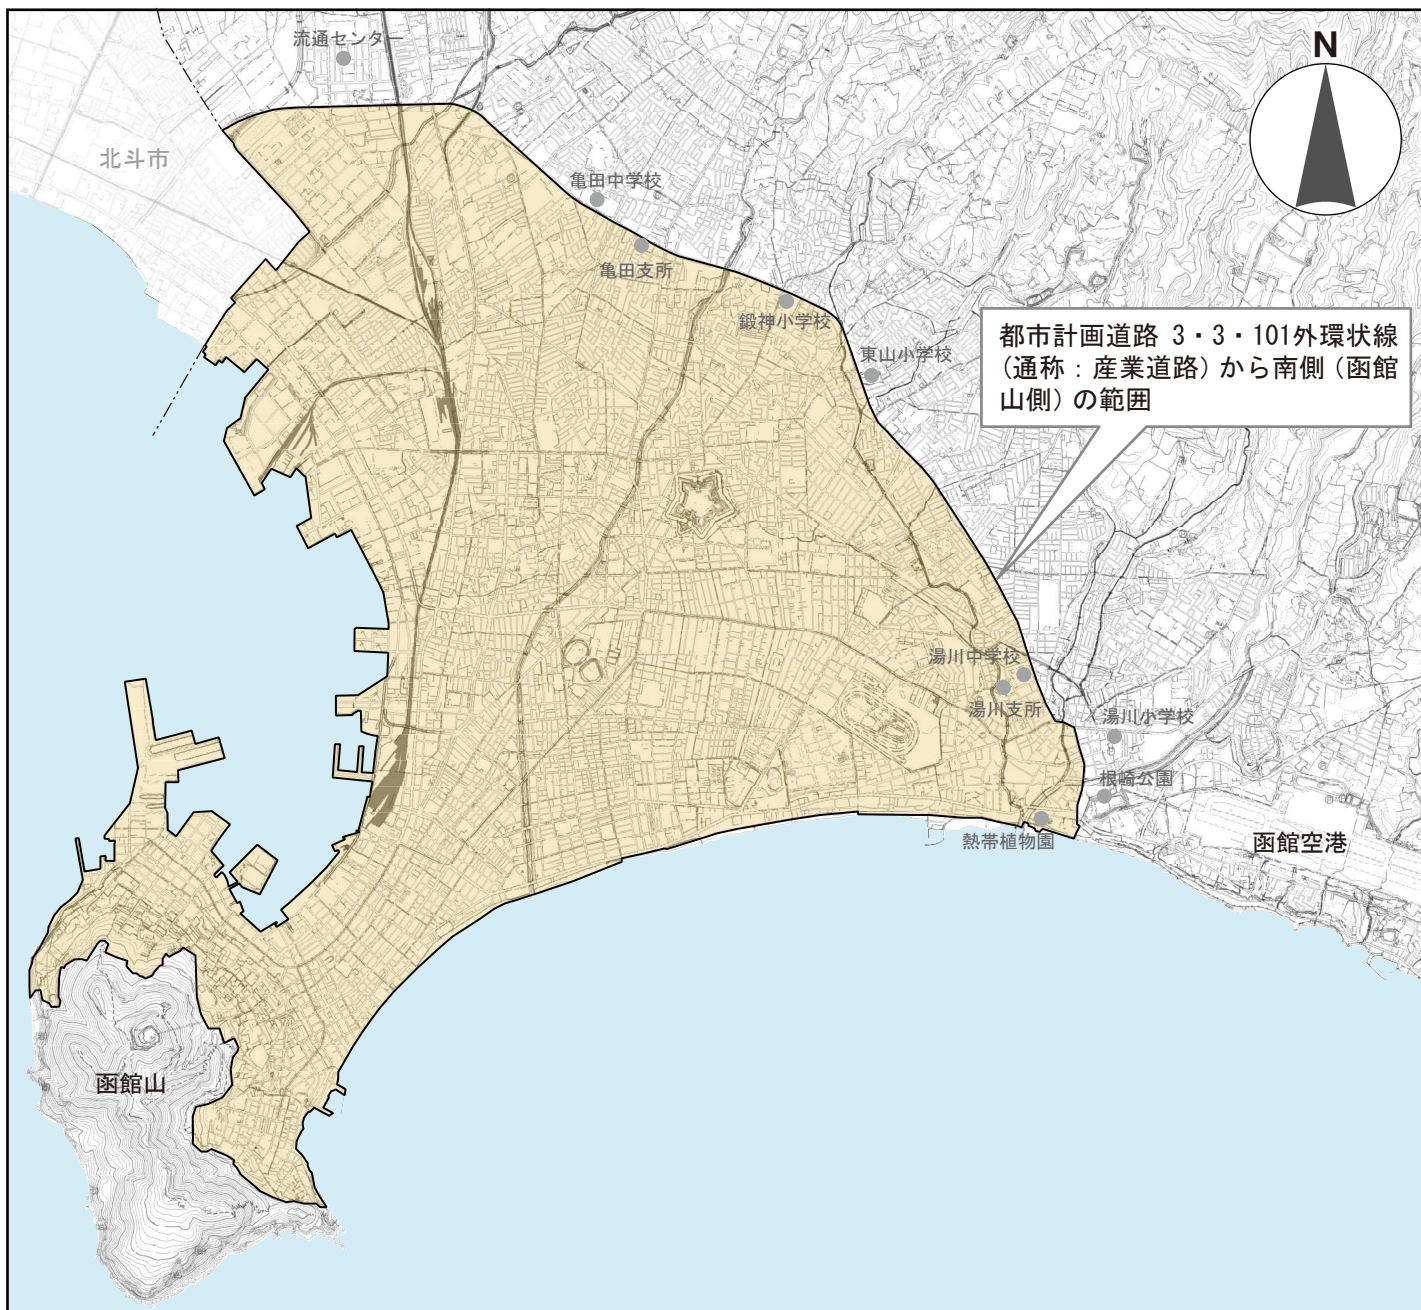 流通センター
N
北斗市
亀田中学校
亀田支所
鍛神小学校
都市計画道路 3・3・101外環状線
(通称:産業道路)から南側(函館
山側)の範囲
東山小学校
湯川中学校
湯川支所
湯川小学校
根崎公園
熱帯植物園
函館空港
函館山